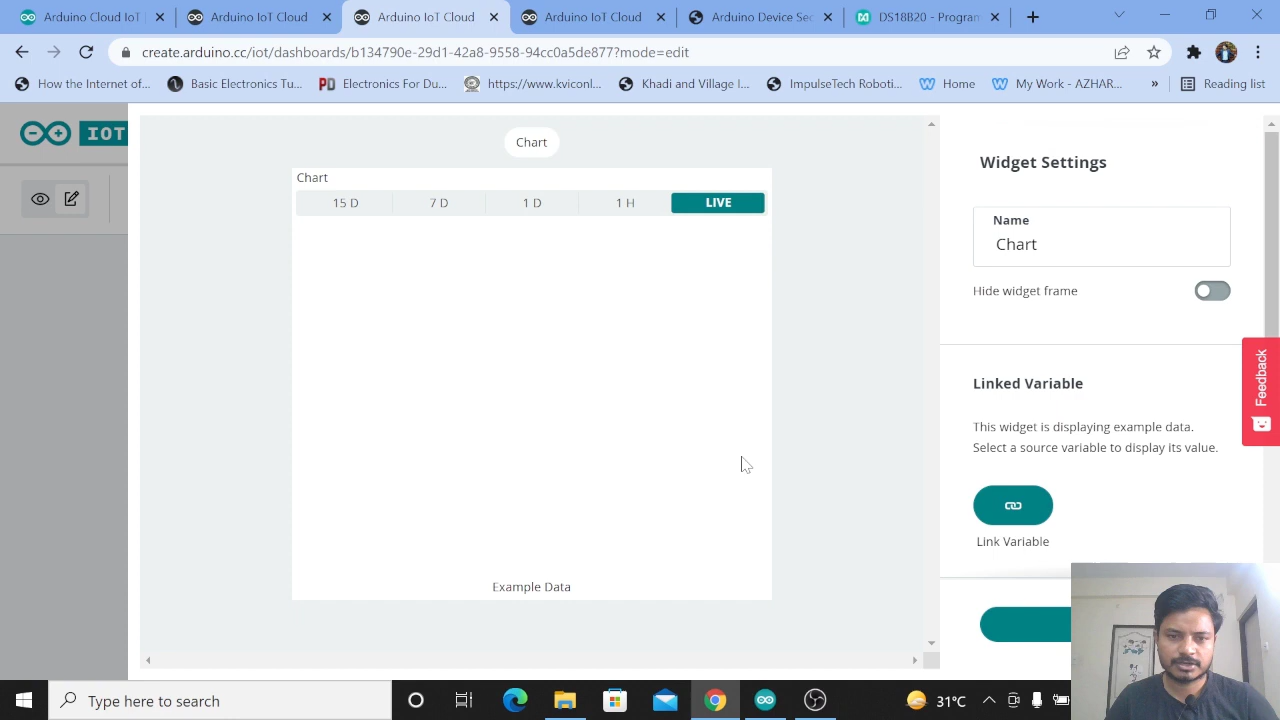 Arduino IoT Cloud
Arduino IoT Cloud
Arduino IoT Cloud
Arduino IoT Cloud
Arduino Device Se
DS18B20 - Program
create.arduino.cc/iot/dashboards/b134790e-29d1-42a8-9558-94cc0a5de877?mode=edit
How the Internet of...
Basic Electronics Tu...
Electronics For Du...
https://www.kviconl...
Khadi and Village I...
ImpulseTech Robotic...
Home
My Work - AZHAR...
»
Reading list
IOT
Chart
Chart
15 D
7 D
1 D
1 H
LIVE
Example Data
Widget Settings
Name
Chart
Hide widget frame
Linked Variable
This widget is displaying example data.
Select a source variable to display its value.
Link Variable
Feedback
Type here to search
31°C